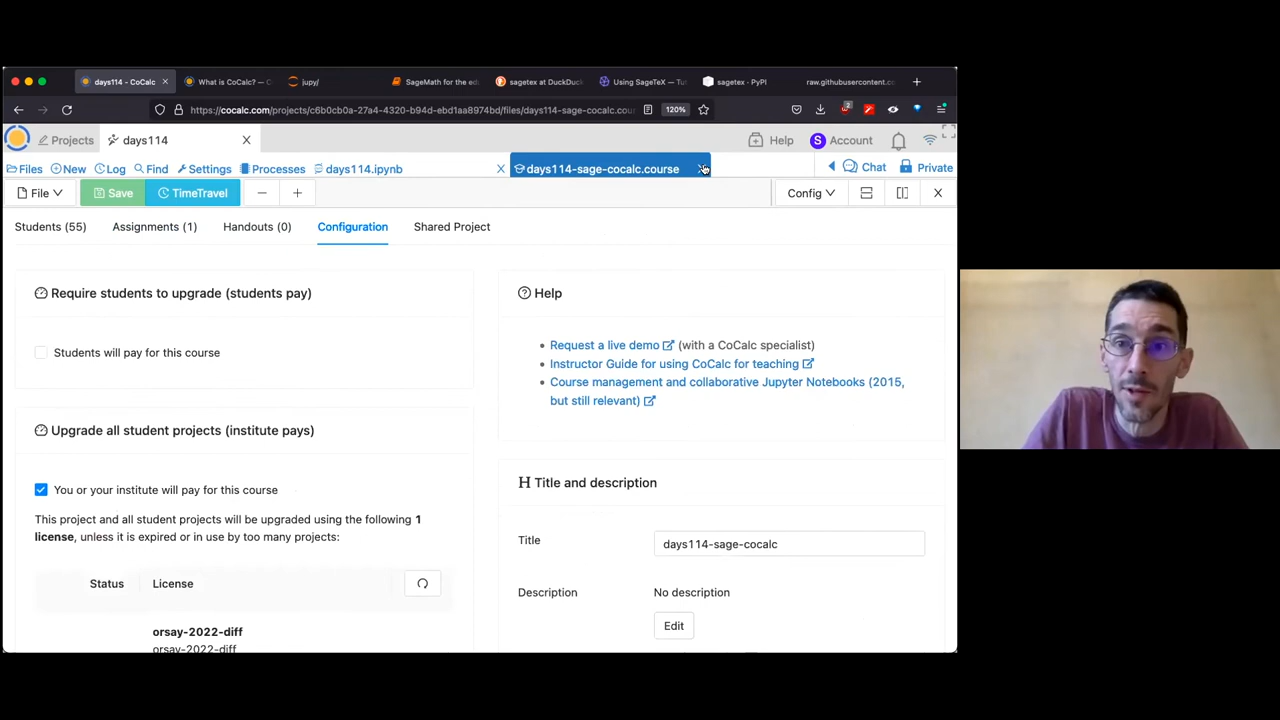 days114 - CoCalc
What is CoCalc? — C
jupy/
SageMath for the ed
sagetex at DuckDuc
Using SageTeX — Tu
sagetex · PyPI
raw.githubusercontent.co
https://cocalc.com/projects/c6b0cb0a-27a4-4320-b94d-ebd1aa8974bd/files/days114-sage-cocalc.cour
120%
2
Projects
days114
Help
S Account
Files
New
Log
Find
Settings
Processes
days114.ipynb
days114-sage-cocalc.course
Chat
Private
File
Save
TimeTravel
Config
Students (55)
Assignments (1)
Handouts (0)
Configuration
Shared Project
Require students to upgrade (students pay)
Students will pay for this course
Upgrade all student projects (institute pays)
You or your institute will pay for this course
This project and all student projects will be upgraded using the following 1
license, unless it is expired or in use by too many projects:
Status License
orsay-2022-diff
orsay-2022-diff
Help
Request a live demo (with a CoCalc specialist)
Instructor Guide for using CoCalc for teaching
Course management and collaborative Jupyter Notebooks (2015,
but still relevant)
H Title and description
Title days114-sage-cocalc
Description No description
Edit